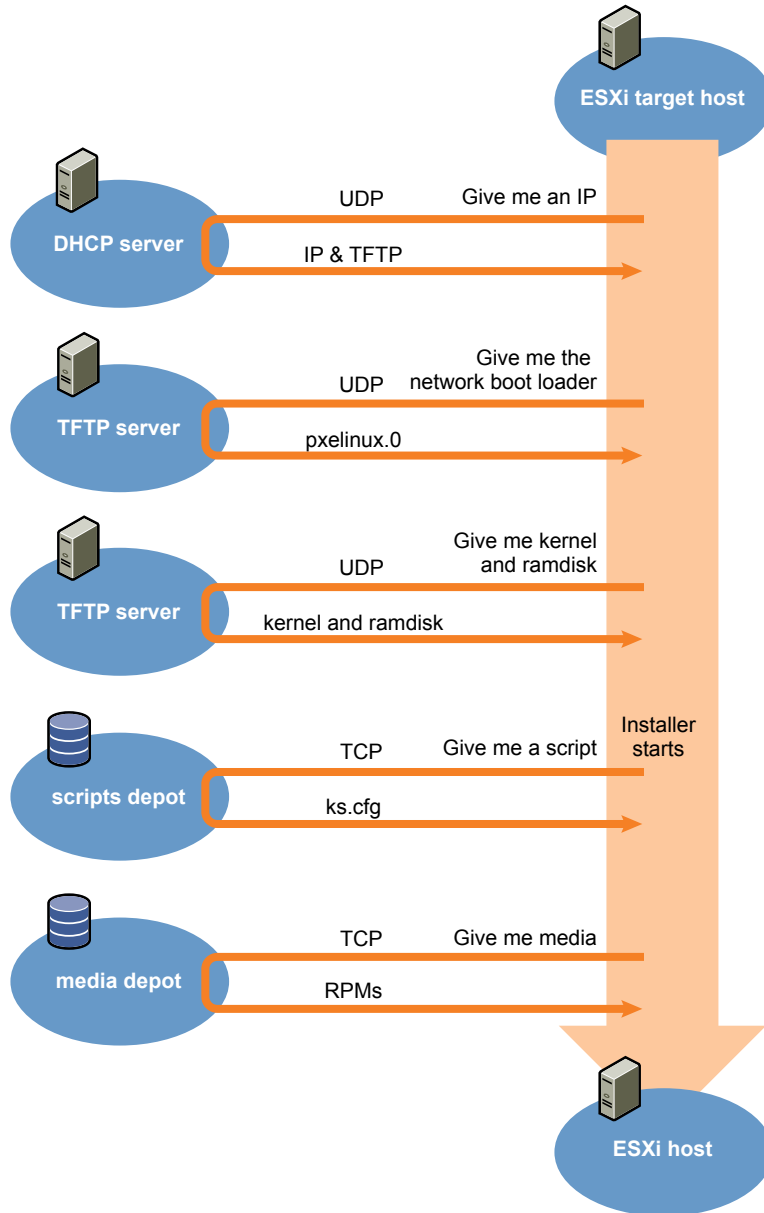 ESXi target host
UDP
Give me an IP
DHCP server
IP & TFTP
Give me the
network boot loader
UDP
TFTP server
pxelinux.0
Give me kernel
and ramdisk
UDP
TFTP server
kernel and ramdisk
Installer
starts
TCP
Give me a script
scripts depot
ks.cfg
TCP
Give me media
media depot
RPMs
ESXi host